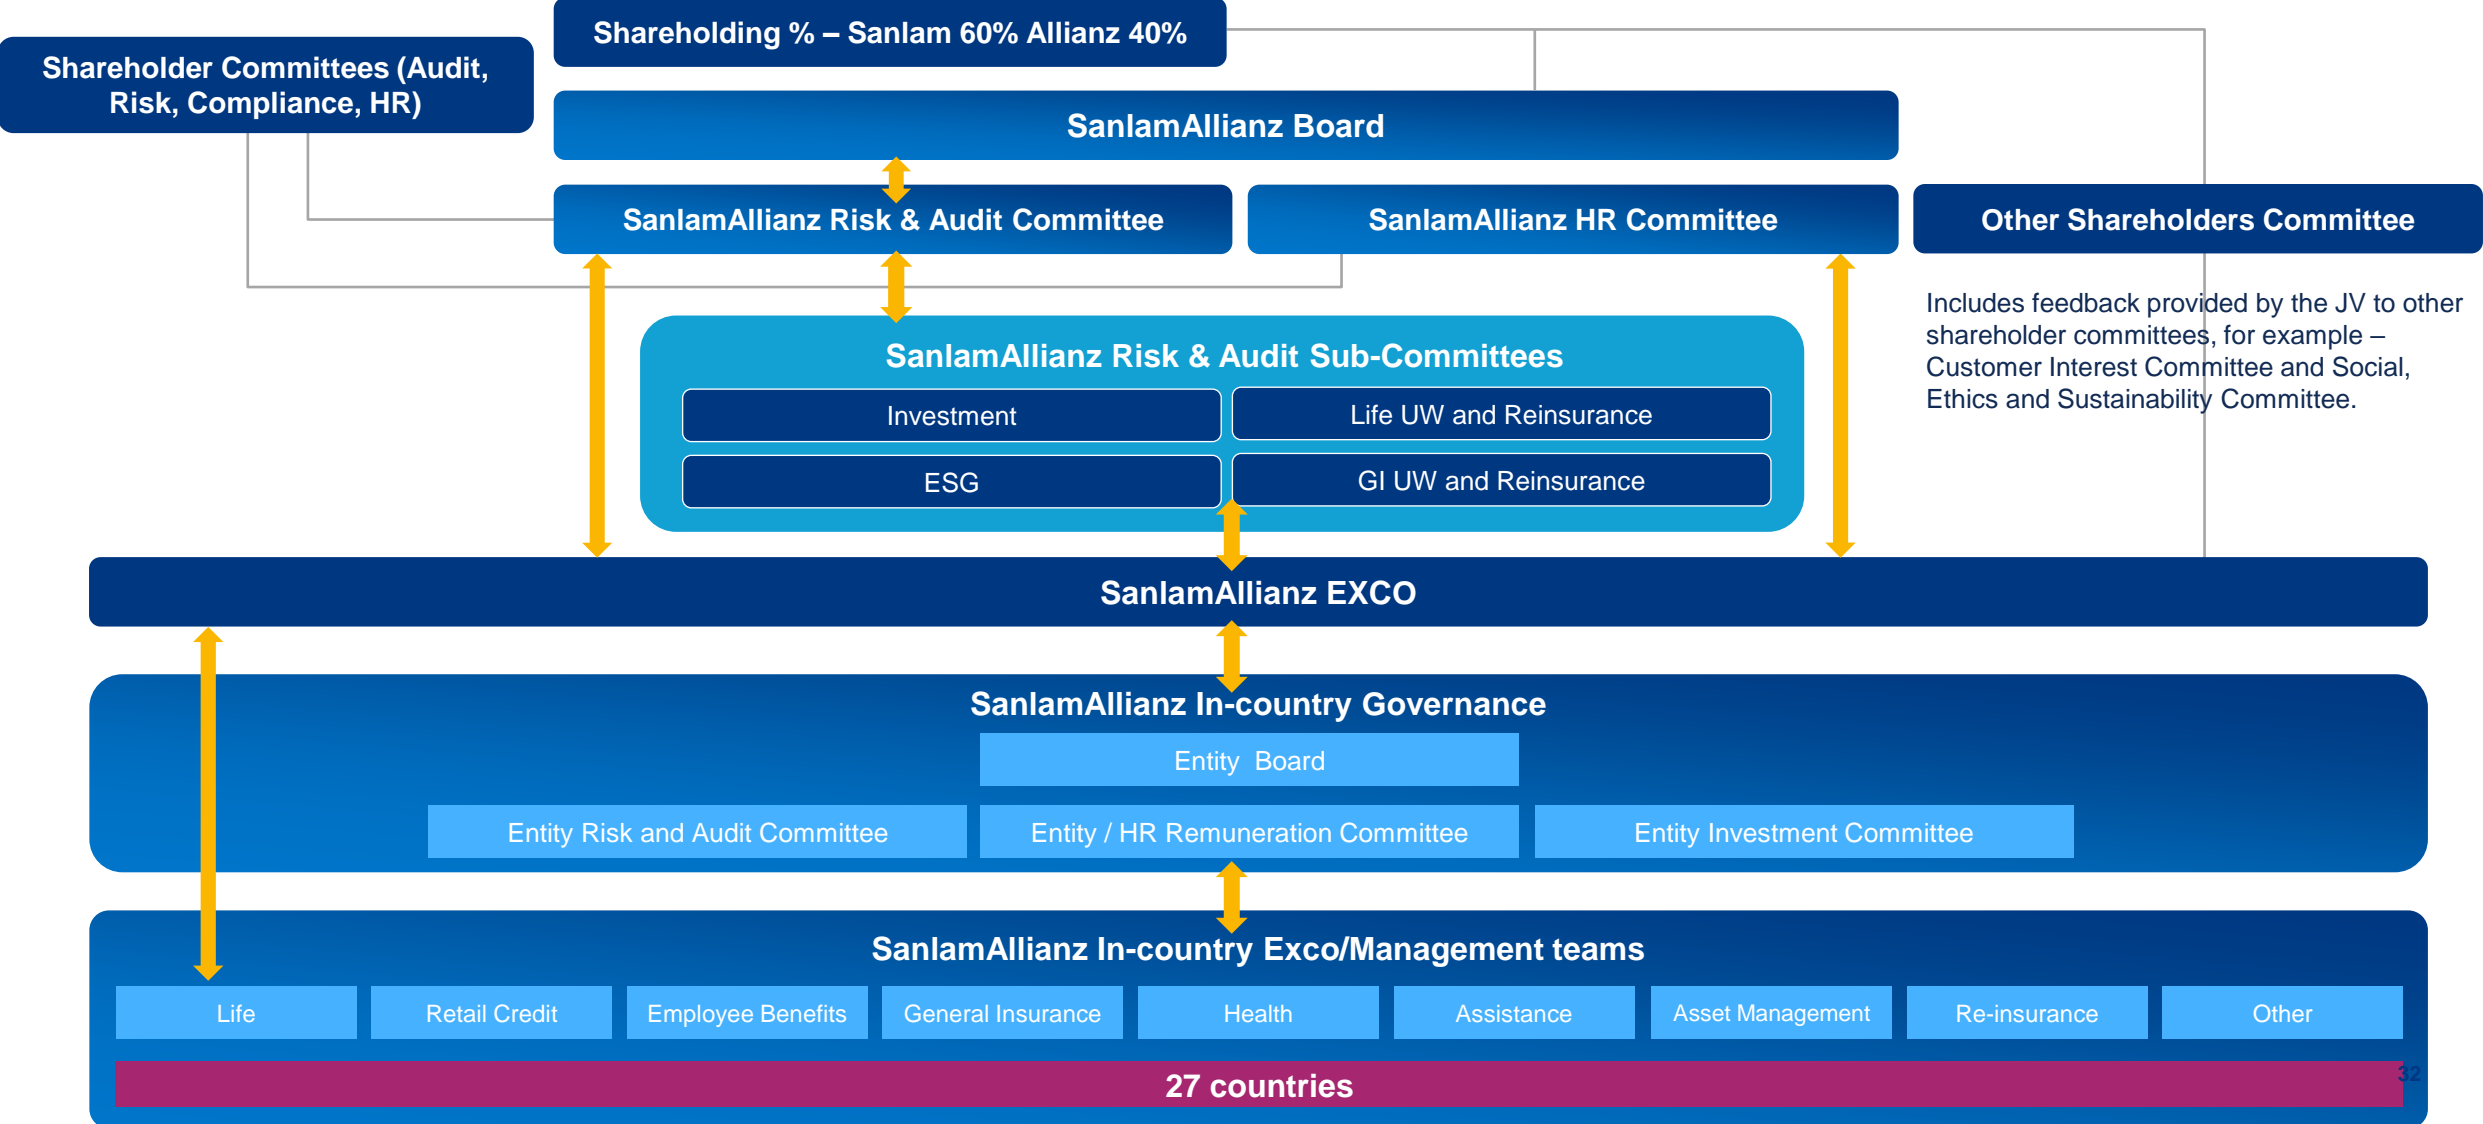 Shareholding % – Sanlam 60% Allianz 40%
Shareholder Committees (Audit,
Risk, Compliance, HR)
SanlamAllianz Board
SanlamAllianz Risk & Audit Committee
SanlamAllianz HR Committee
Other Shareholders Committee
Includes feedback provided by the JV to other
shareholder committees, for example –
Customer Interest Committee and Social,
Ethics and Sustainability Committee.
SanlamAllianz Risk & Audit Sub-Committees
Investment
Life UW and Reinsurance
ESG
GI UW and Reinsurance
SanlamAllianz EXCO
SanlamAllianz In-country Governance
Entity Board
Entity Risk and Audit Committee
Entity / HR Remuneration Committee
Entity Investment Committee
SanlamAllianz In-country Exco/Management teams
Life
Retail Credit
Employee Benefits
General Insurance
Health
Assistance
Asset Management
Re-insurance
Other
27 countries
32